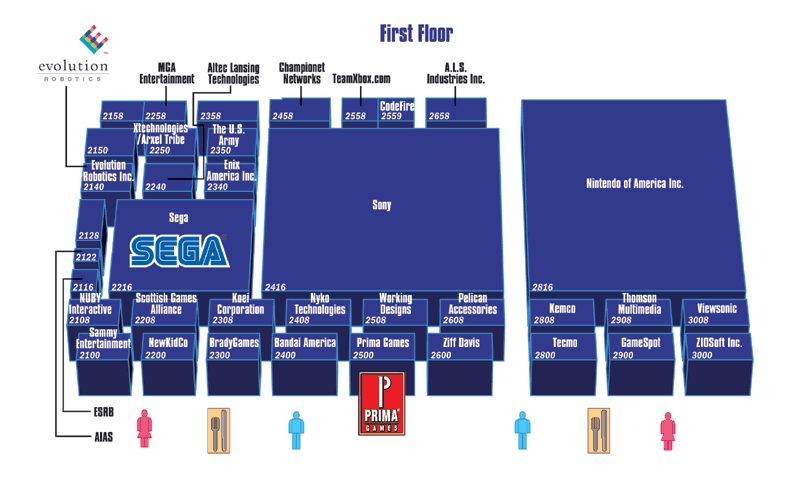 First Floor
evolution
ROBOTICS
MGA
Entertainment
Altec Lansing
Technologies
Championet
Networks
TeamXbox.com
A.L.S.
Industries Inc.
2158
2258
2358
2458
2558
CodeFire
2559
2658
2150
Xtechnologies
/Arxel Tribe
2250
The U.S.
Army
2350
Evolution
Robotics Inc.
2140
2240
Enix
America Inc.
2340
Sony
2416
Nintendo of America Inc.
2816
2128
2122
2116
Sega
SEGA
2216
NUBY
Interactive
2108
Scottish Games
Alliance
2208
Koei
Corporation
2308
Nyko
Technologies
2408
Working
Designs
2508
Pelican
Accessories
2608
Kemco
2808
Thomson
Multimedia
2908
Viewsonic
3008
Sammy
Entertainment
2100
NewKidCo
2200
BradyGames
2300
Bandai America
2400
Prima Games
2500
Ziff Davis
2600
Tecmo
2800
GameSpot
2900
ZIOSoft Inc.
3000
P
PRIMA
GAMES
ESRB
AIAS